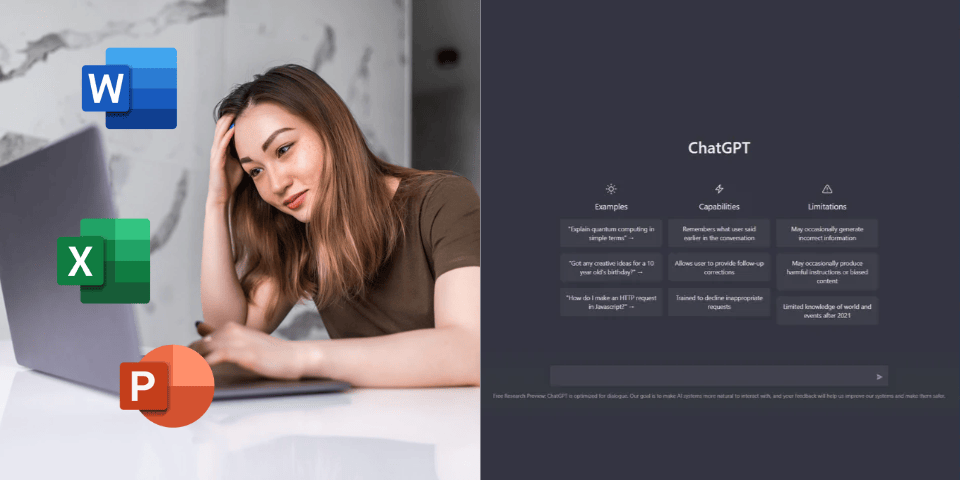 W
X
P
ChatGPT
Examples
"Explain quantum computing in
simple terms" →
"Got any creative ideas for a 10
year old's birthday?" →
"How do I make an HTTP request
in Javascript?" →
Capabilities
Remembers what user said
earlier in the conversation
Allows user to provide follow-up
corrections
Trained to decline inappropriate
requests
Limitations
May occasionally generate
incorrect information
May occasionally produce
harmful instructions or biased
content
Limited knowledge of world and
events after 2021
Free Research Preview: ChatGPT is optimized for dialogue. Our goal is to make AI systems more natural to interact with, and your feedback will help us improve our systems and make them safer.